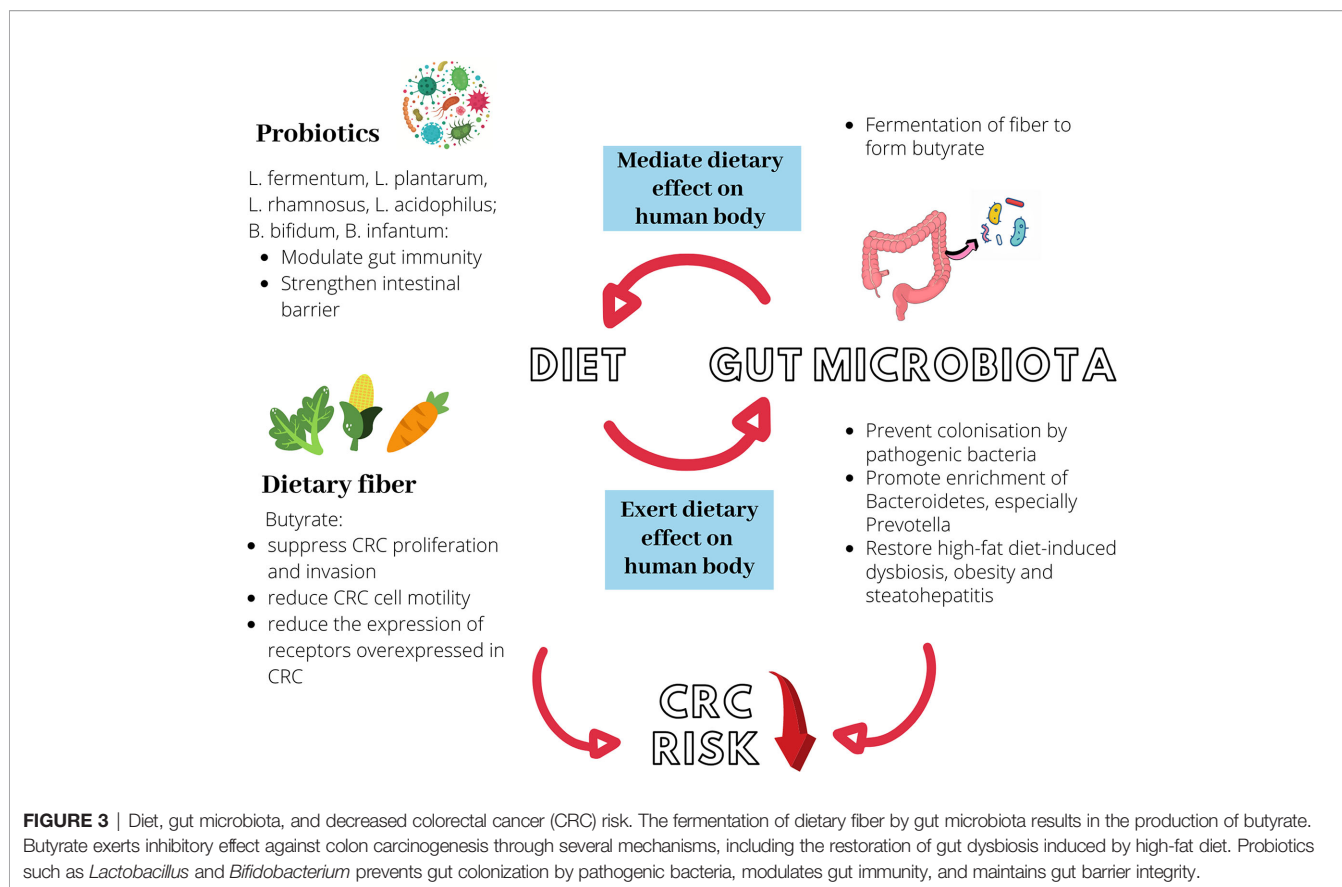 Probiotics
L. fermentum, L. plantarum,
L. rhamnosus, L. acidophilus;
B. bifidum, B. infantum:
• Modulate gut immunity
• Strengthen intestinal
barrier
Mediate dietary
effect on
human body
• Fermentation of fiber to
form butyrate
DIET
GUT MICROBIOTA
Dietary fiber
Butyrate:
• suppress CRC proliferation
and invasion
• reduce CRC cell motility
• reduce the expression of
receptors overexpressed in
CRC
Exert dietary
effect on
human body
• Prevent colonisation by
pathogenic bacteria
• Promote enrichment of
Bacteroidetes, especially
Prevotella
• Restore high-fat diet-induced
dysbiosis, obesity and
steatohepatitis
CRC
RISK
FIGURE 3 | Diet, gut microbiota, and decreased colorectal cancer (CRC) risk. The fermentation of dietary fiber by gut microbiota results in the production of butyrate.
Butyrate exerts inhibitory effect against colon carcinogenesis through several mechanisms, including the restoration of gut dysbiosis induced by high-fat diet. Probiotics
such as Lactobacillus and Bifidobacterium prevents gut colonization by pathogenic bacteria, modulates gut immunity, and maintains gut barrier integrity.